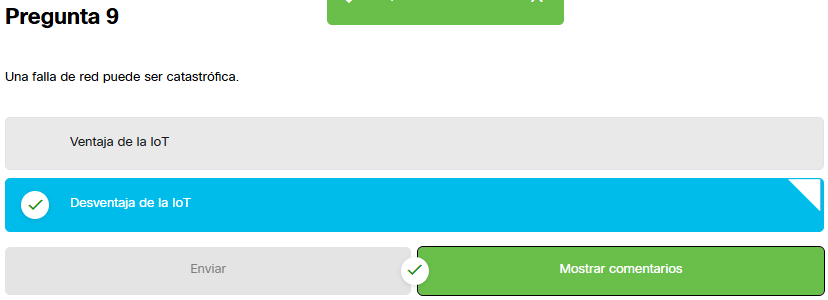 Pregunta 9
Una falla de red puede ser catastrófica.
Ventaja de la IoT
Desventaja de la IoT
Enviar
Mostrar comentarios